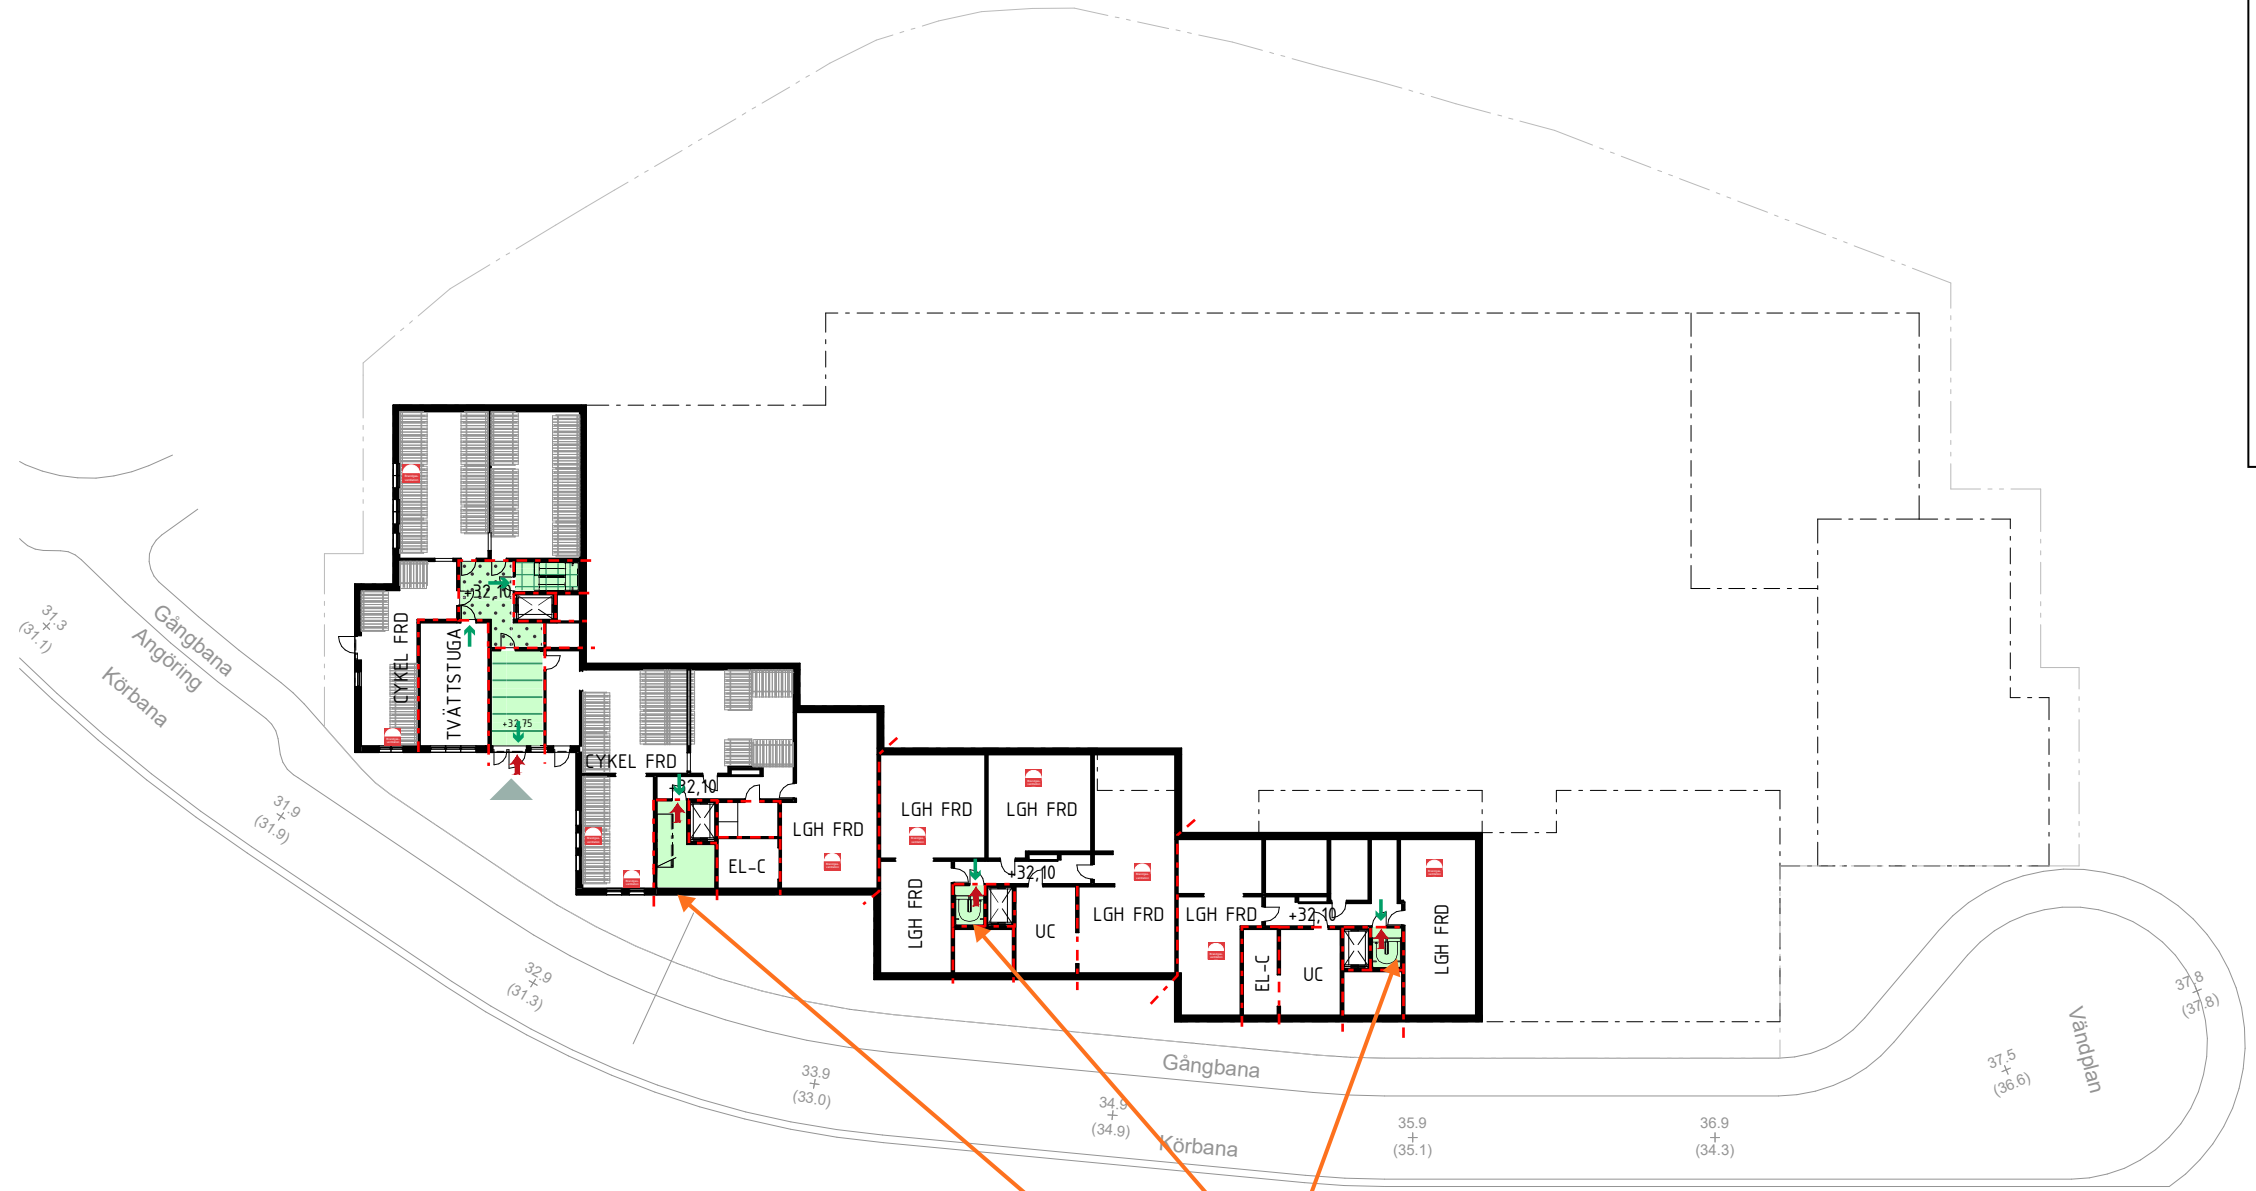 +32,10
CYKEL FRD
TVÄTTSTUGA
+32,75
31.3
(31.1)
Gångbana
Angöring
Körbana
CYKEL FRD
+32,10
31.9
(31.9)
LGH FRD
LGH FRD
LGH FRD
EL-C
+32,10
LGH FRD
LGH FRD
LGH FRD
+32,10
UC
LGH FRD
EL-C
UC
32.9
(31.3)
37.8
(37.8)
Vändplan
Gångbana
37.5
(36.6)
33.9
(33.0)
34.9
(34.9)
Körbana
35.9
(35.1)
36.9
(34.3)